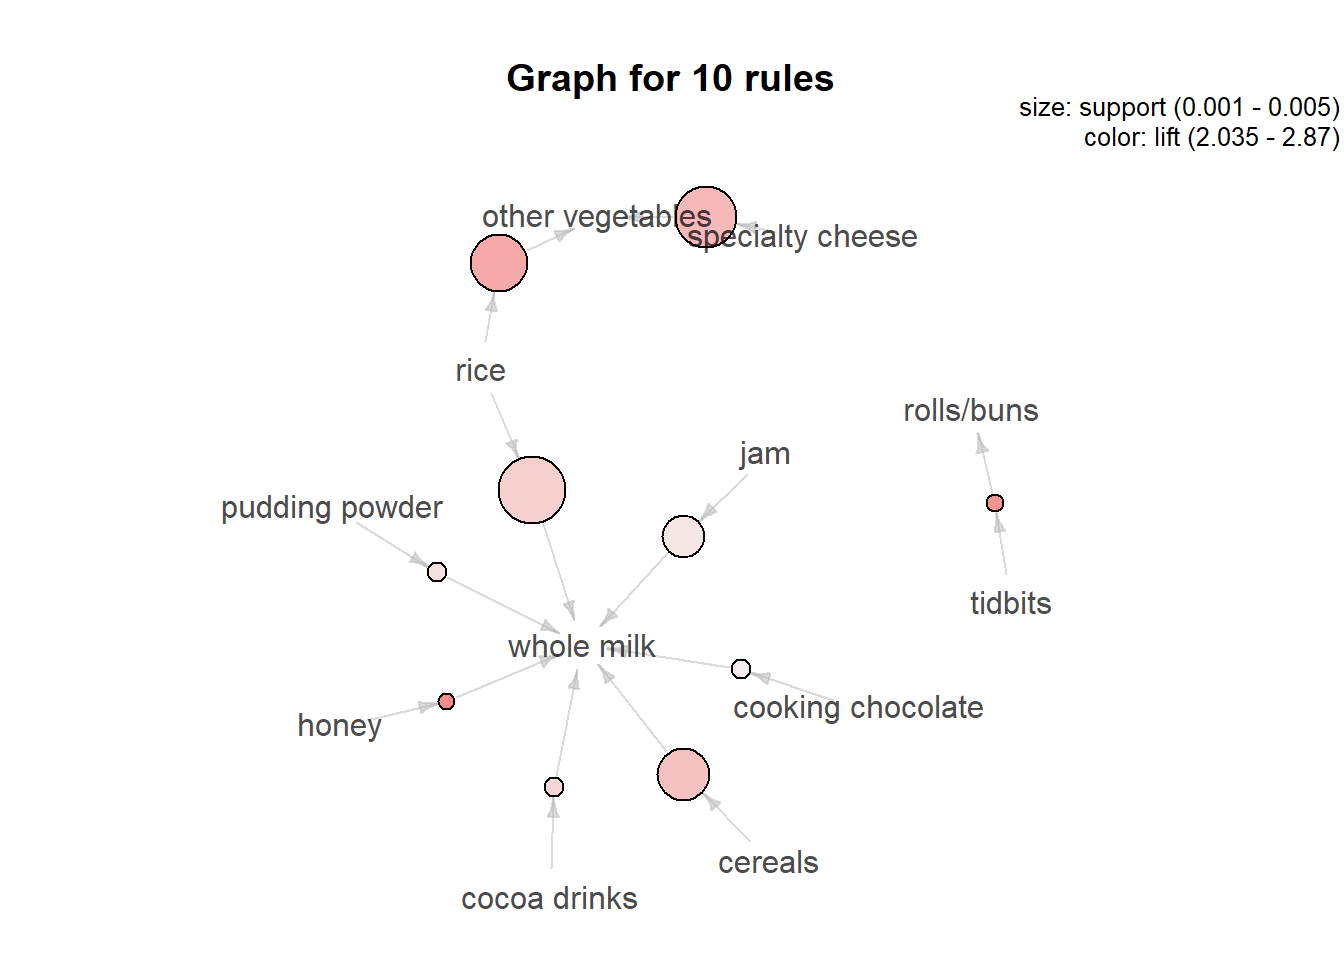 Graph for 10 rules
size: support (0.001 - 0.005)
color: lift (2.035 - 2.87)
other vegetables
specialty cheese
rice
rolls/buns
jam
pudding powder
tidbits
whole milk
cooking chocolate
honey
cereals
cocoa drinks